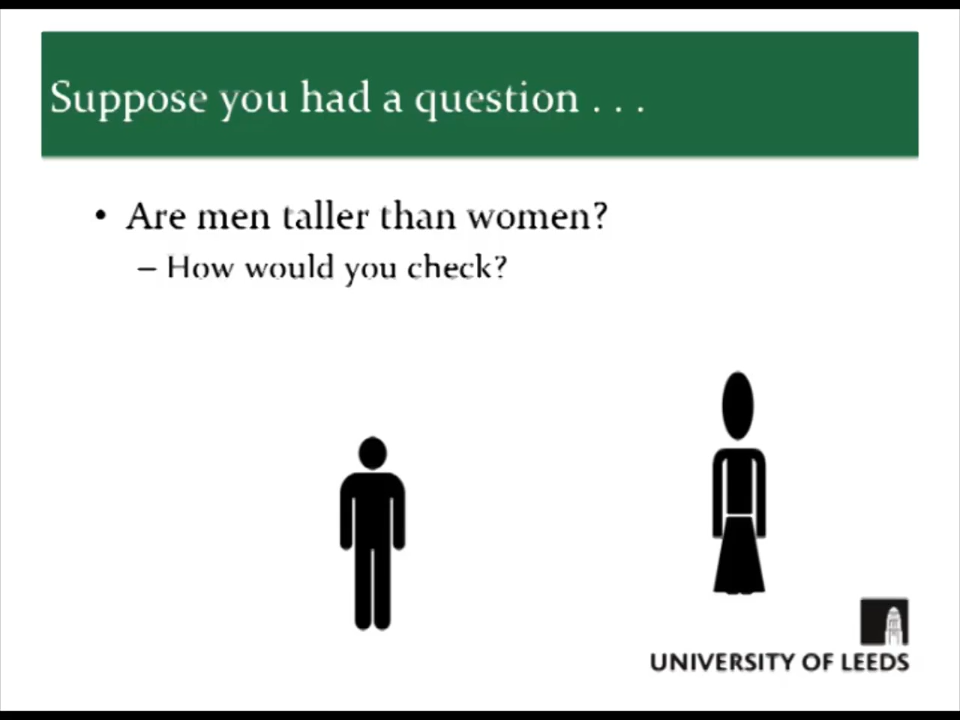 Suppose you had a question . . .
• Are men taller than women?
– How would you check?
UNIVERSITY OF LEEDS